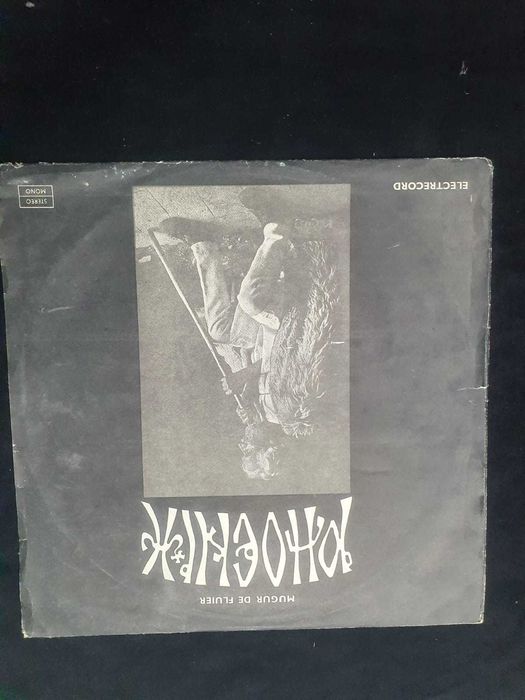 MUGUR DE FLUIER
PHOENIX
ELECTRECORD
STEREO
MONO